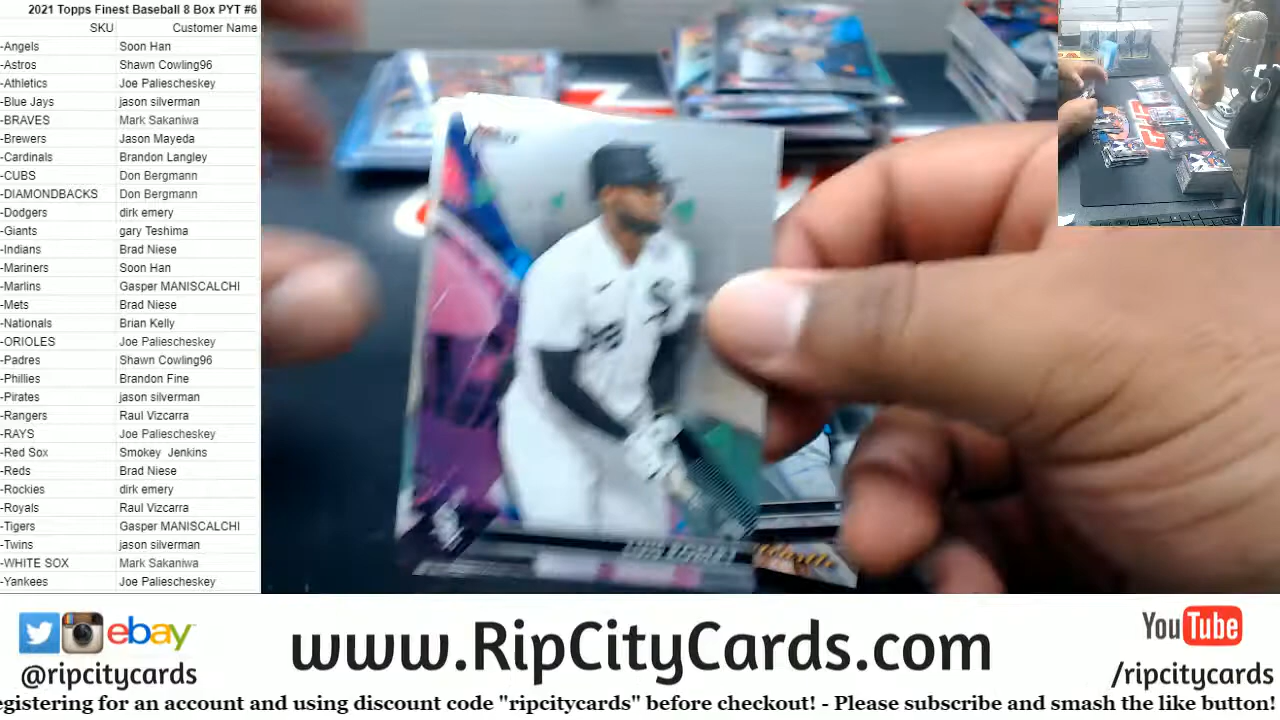 2021 Topps Finest Baseball 8 Box PYT #6
SKU Customer Name
-Angels Soon Han
-Astros Shawn Cowling96
-Athletics Joe Paliescheskey
-Blue Jays jason silverman
-BRAVES Mark Sakaniwa
-Brewers Jason Mayeda
-Cardinals Brandon Langley
-CUBS Don Bergmann
-DIAMONDBACKS Don Bergmann
-Dodgers dirk emery
-Giants gary Teshima
-Indians Brad Niese
-Mariners Soon Han
-Marlins Gasper MANISCALCHI
-Mets Brad Niese
-Nationals Brian Kelly
-ORIOLES Joe Paliescheskey
-Padres Shawn Cowling96
-Phillies Brandon Fine
-Pirates jason silverman
-Rangers Raul Vizcarra
-RAYS Joe Paliescheskey
-Red Sox Smokey Jenkins
-Reds Brad Niese
-Rockies dirk emery
-Royals Raul Vizcarra
-Tigers Gasper MANISCALCHI
-Twins jason silverman
-WHITE SOX Mark Sakaniwa
-Yankees Joe Paliescheskey
ebay
@ripcitycards
www.RipCityCards.com
YouTube
/ripcitycards
egistering for an account and using discount code "ripcitycards" before checkout! - Please subscribe and smash the like button!